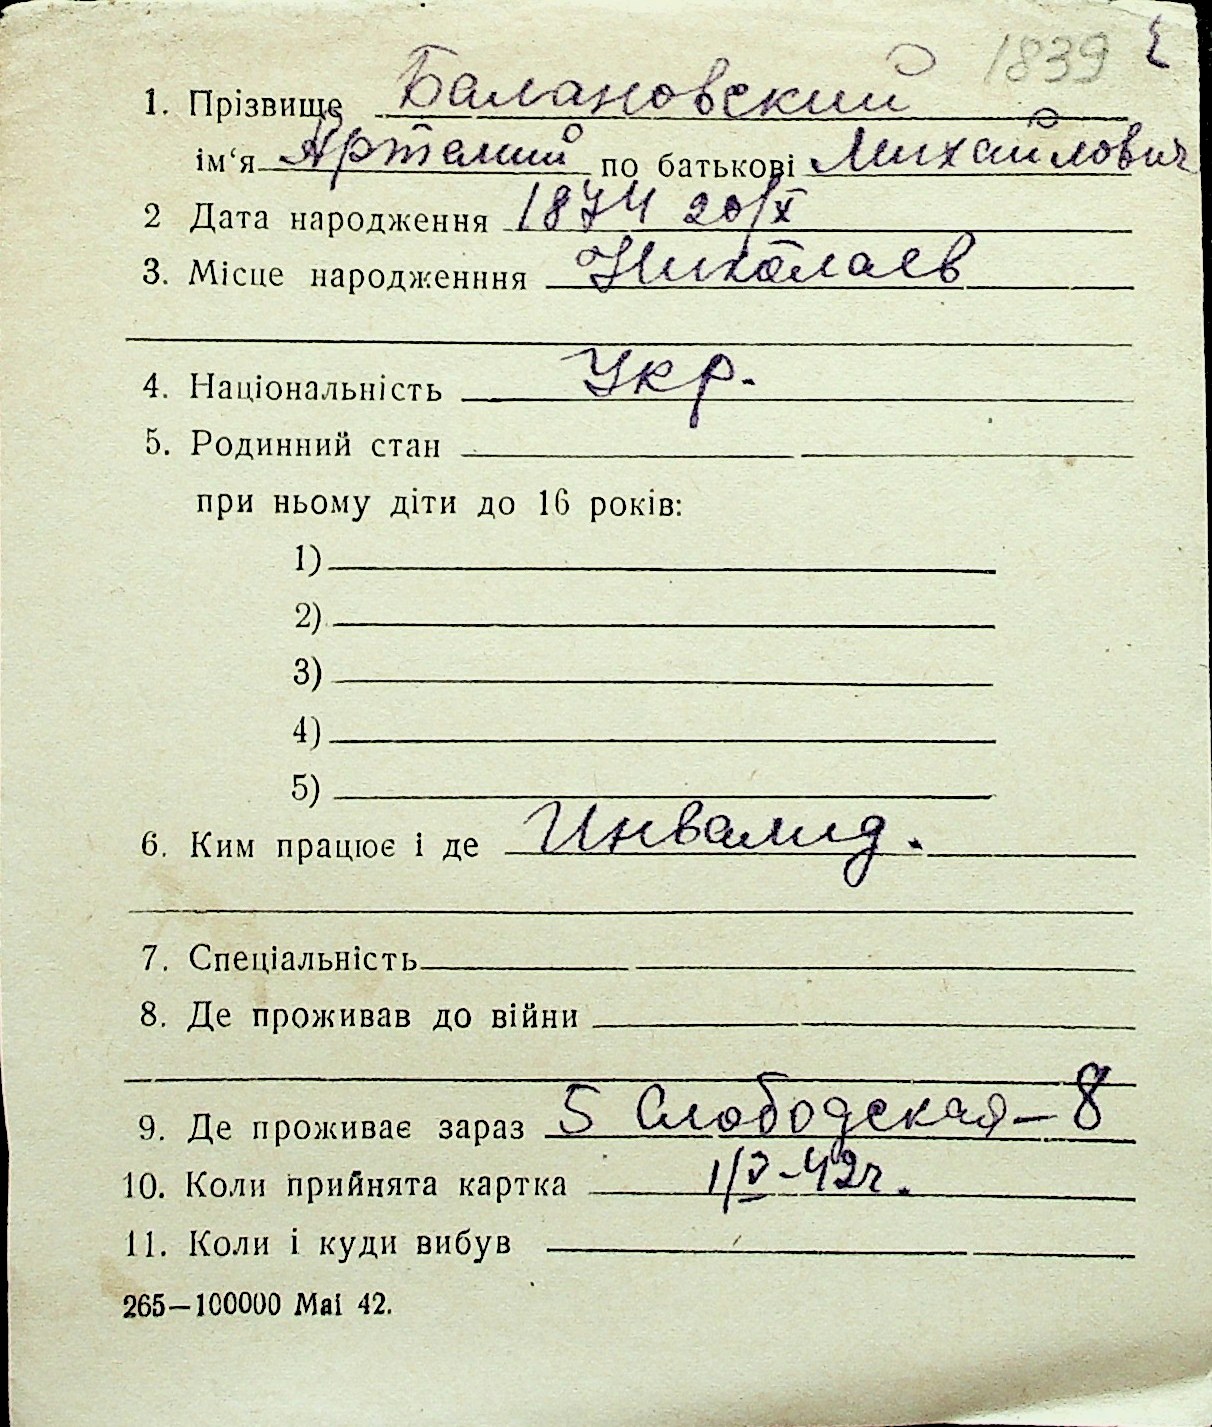 1839
1. Прізвище Балановский
ім‘я Артемий по батькові Михайлович
2 Дата народження 1874 20/X
3. Місце народженння Николаев
4. Національність Укр.
5. Родинний стан
при ньому діти до 16 років:
1)
2)
3)
4)
5)
6. Ким працює і де Инвалид.
7. Спеціальність
8. Де проживав до війни
9. Де проживає зараз 5 Слободская – 8
10. Коли прийнята картка 1/V – 42г.
11. Коли і куди вибув
265—100000 Mai 42.